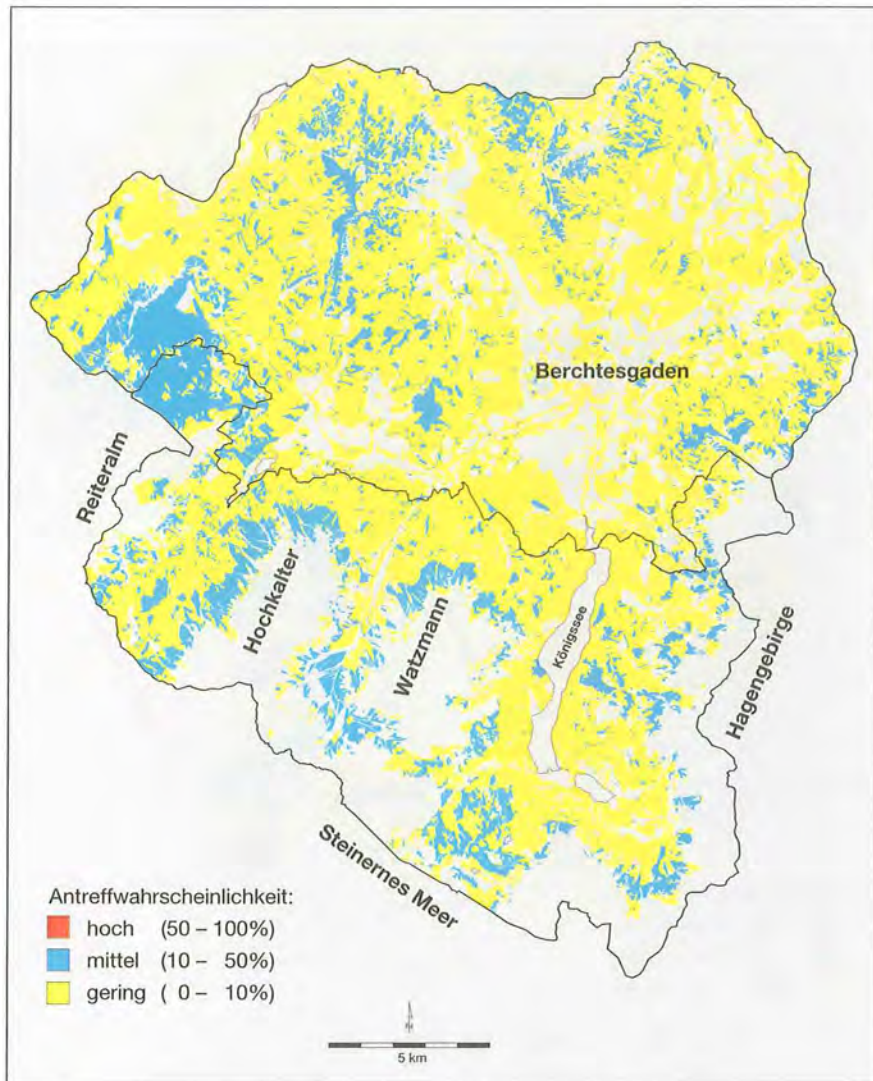 Berchtesgaden
Reiteralm
Hochkalter
Watzmann
Königssee
Hagengebirge
Steinernes Meer
Antreffwahrscheinlichkeit:
hoch (50 – 100%)
mittel (10 – 50%)
gering ( 0 – 10%)
N
5 km